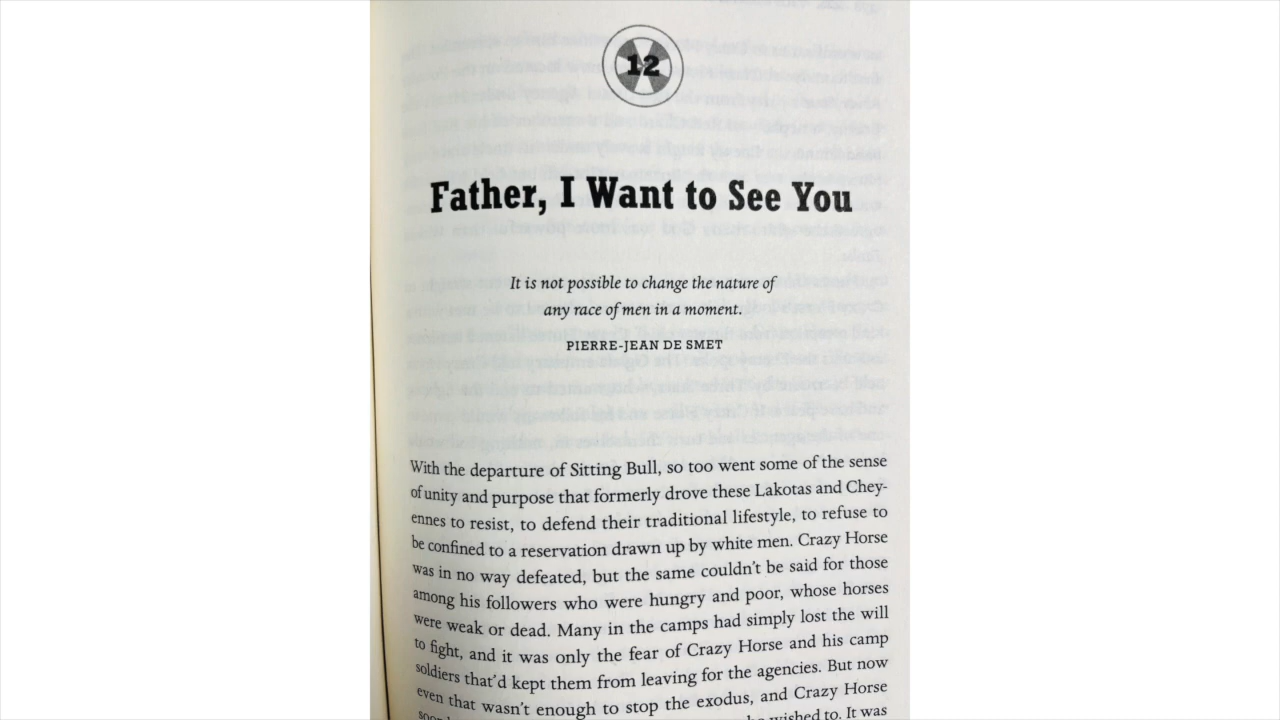 12
Father, I Want to See You
It is not possible to change the nature of
any race of men in a moment.
PIERRE-JEAN DE SMET
With the departure of Sitting Bull, so too went some of the sense
of unity and purpose that formerly drove these Lakotas and Chey-
ennes to resist, to defend their traditional lifestyle, to refuse to
be confined to a reservation drawn up by white men. Crazy Horse
was in no way defeated, but the same couldn't be said for those
among his followers who were hungry and poor, whose horses
were weak or dead. Many in the camps had simply lost the will
to fight, and it was only the fear of Crazy Horse and his camp
soldiers that'd kept them from leaving for the agencies. But now
even that wasn't enough to stop the exodus, and Crazy Horse
wished to. It was